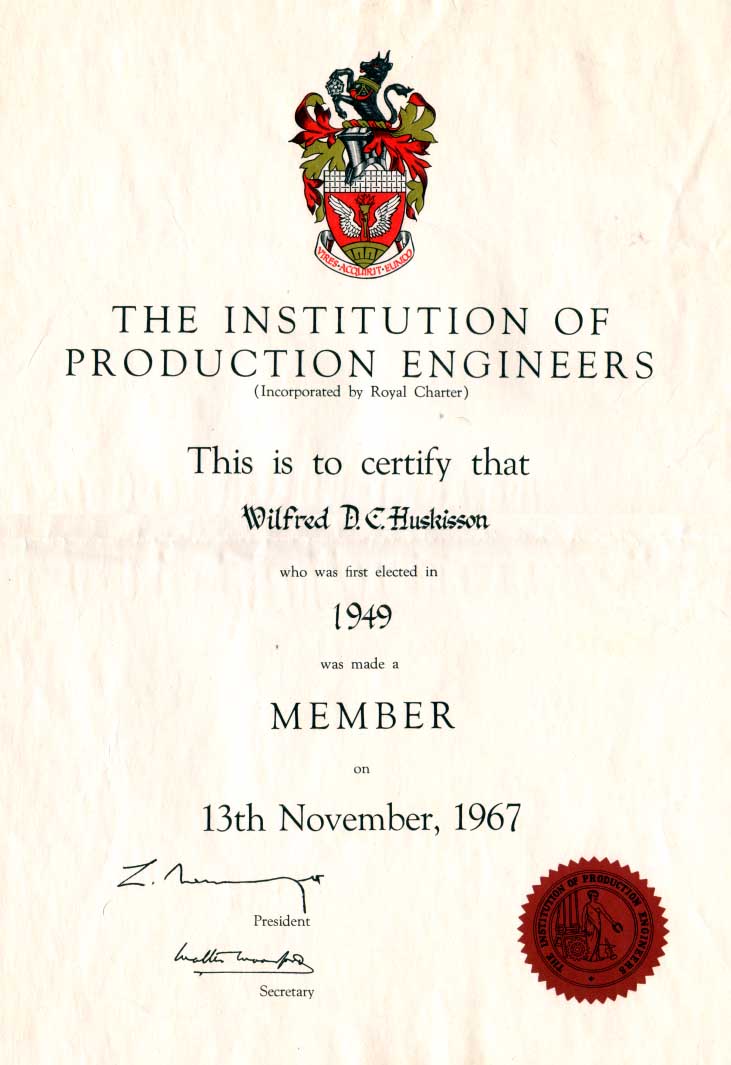 VIRES·ACQUIRIT·EUNDO
THE INSTITUTION OF
PRODUCTION ENGINEERS
(Incorporated by Royal Charter)
This is to certify that
Wilfred D. C. Huskisson
who was first elected in
1949
was made a
MEMBER
on
13th November, 1967
President
Walter Woodford
Secretary
THE INSTITUTION OF PRODUCTION ENGINEERS